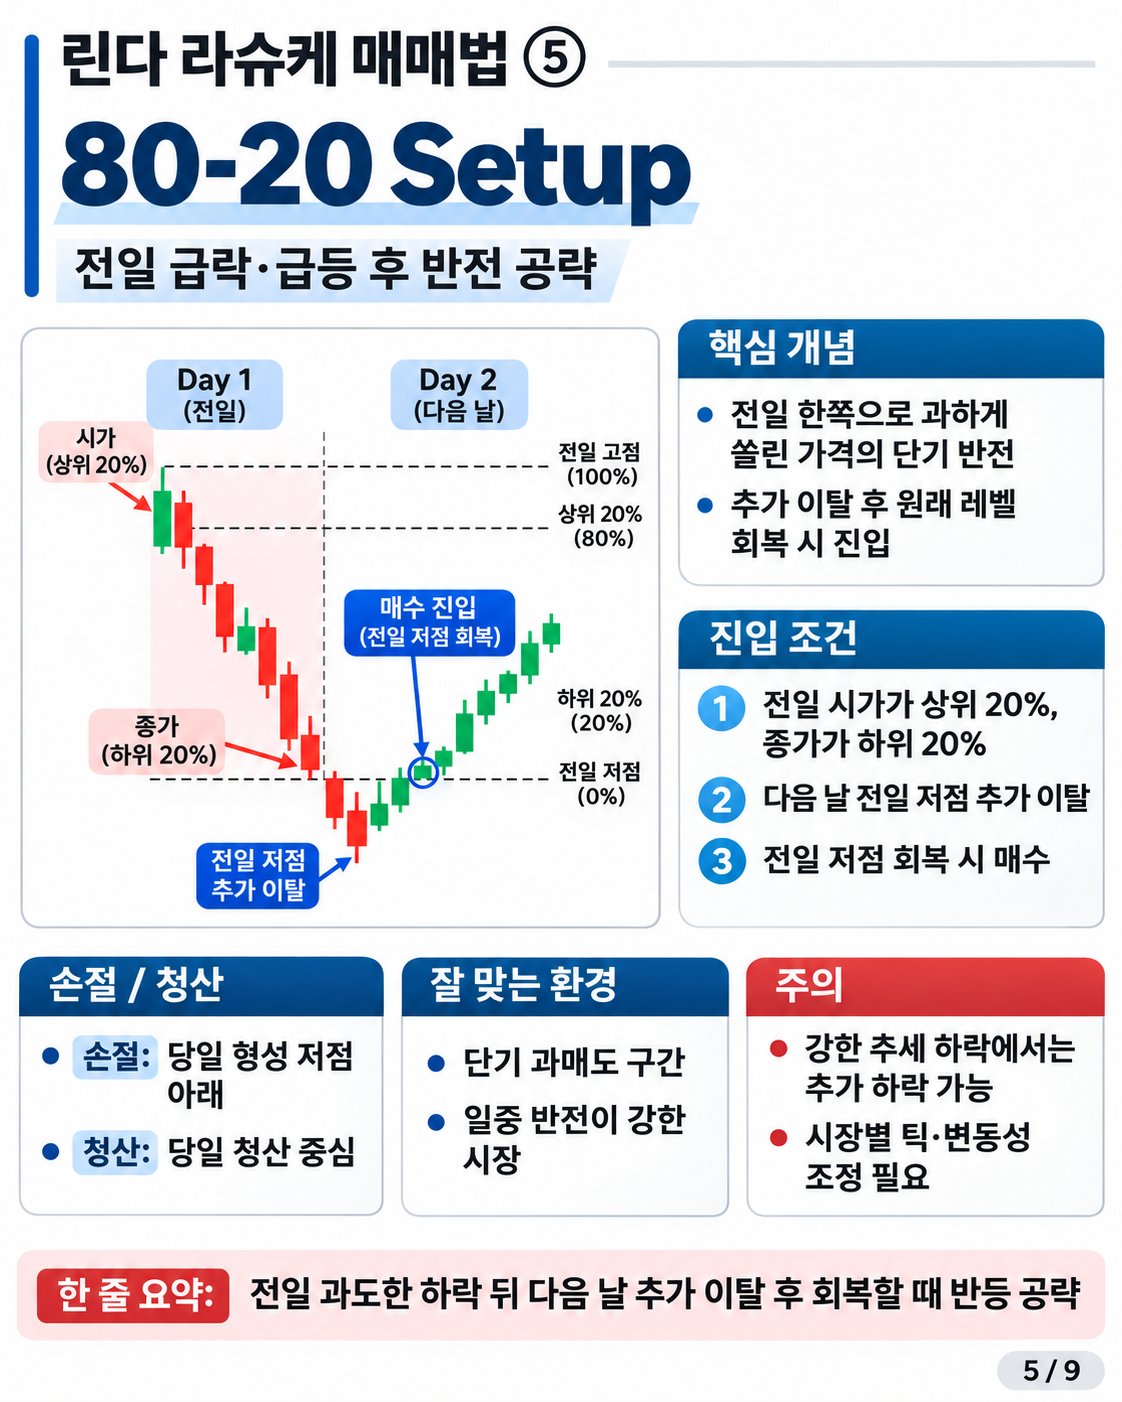 린다 라슈케 매매법 ⑤
80-20 Setup
전일 급락·급등 후 반전 공략
Day 1
(전일)
Day 2
(다음 날)
시가
(상위 20%)
전일 고점
(100%)
상위 20%
(80%)
매수 진입
(전일 저점 회복)
하위 20%
(20%)
종가
(하위 20%)
전일 저점
(0%)
전일 저점
추가 이탈
핵심 개념
전일 한쪽으로 과하게
쏠린 가격의 단기 반전
추가 이탈 후 원래 레벨
회복 시 진입
진입 조건
1 전일 시가가 상위 20%,
종가가 하위 20%
2 다음 날 전일 저점 추가 이탈
3 전일 저점 회복 시 매수
손절 / 청산
손절: 당일 형성 저점
아래
청산: 당일 청산 중심
잘 맞는 환경
단기 과매도 구간
일중 반전이 강한
시장
주의
강한 추세 하락에서는
추가 하락 가능
시장별 틱·변동성
조정 필요
한 줄 요약: 전일 과도한 하락 뒤 다음 날 추가 이탈 후 회복할 때 반등 공략
5 / 9